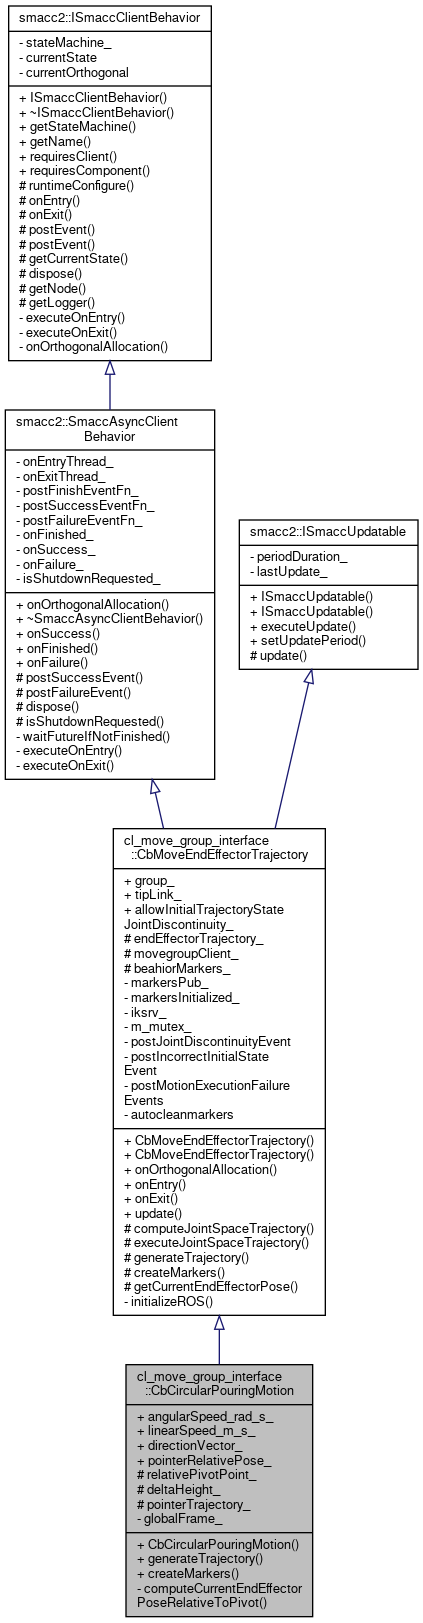 smacc2::ISmaccClientBehavior
- stateMachine_
- currentState
- currentOrthogonal
+ ISmaccClientBehavior()
+ ~ISmaccClientBehavior()
+ getStateMachine()
+ getName()
+ requiresClient()
+ requiresComponent()
# runtimeConfigure()
# onEntry()
# onExit()
# postEvent()
# postEvent()
# getCurrentState()
# dispose()
# getNode()
# getLogger()
- executeOnEntry()
- executeOnExit()
- onOrthogonalAllocation()
smacc2::SmaccAsyncClient
Behavior
- onEntryThread_
- onExitThread_
- postFinishEventFn_
- postSuccessEventFn_
- postFailureEventFn_
- onFinished_
- onSuccess_
- onFailure_
- isShutdownRequested_
+ onOrthogonalAllocation()
+ ~SmaccAsyncClientBehavior()
+ onSuccess()
+ onFinished()
+ onFailure()
# postSuccessEvent()
# postFailureEvent()
# dispose()
# isShutdownRequested()
- waitFutureIfNotFinished()
- executeOnEntry()
- executeOnExit()
smacc2::ISmaccUpdatable
- periodDuration_
- lastUpdate_
+ ISmaccUpdatable()
+ ISmaccUpdatable()
+ executeUpdate()
+ setUpdatePeriod()
# update()
cl_move_group_interface
::CbMoveEndEffectorTrajectory
+ group_
+ tipLink_
+ allowInitialTrajectoryState
JointDiscontinuity_
# endEffectorTrajectory_
# movegroupClient_
# beahiorMarkers_
- markersPub_
- markersInitialized_
- iksrv_
- m_mutex_
- postJointDiscontinuityEvent
- postIncorrectInitialState
Event
- postMotionExecutionFailure
Events
- autocleanmarkers
+ CbMoveEndEffectorTrajectory()
+ CbMoveEndEffectorTrajectory()
+ onOrthogonalAllocation()
+ onEntry()
+ onExit()
+ update()
# computeJointSpaceTrajectory()
# executeJointSpaceTrajectory()
# generateTrajectory()
# createMarkers()
# getCurrentEndEffectorPose()
- initializeROS()
cl_move_group_interface
::CbCircularPouringMotion
+ angularSpeed_rad_s_
+ linearSpeed_m_s_
+ directionVector_
+ pointerRelativePose_
# relativePivotPoint_
# deltaHeight_
# pointerTrajectory_
- globalFrame_
+ CbCircularPouringMotion()
+ generateTrajectory()
+ createMarkers()
- computeCurrentEndEffector
PoseRelativeToPivot()